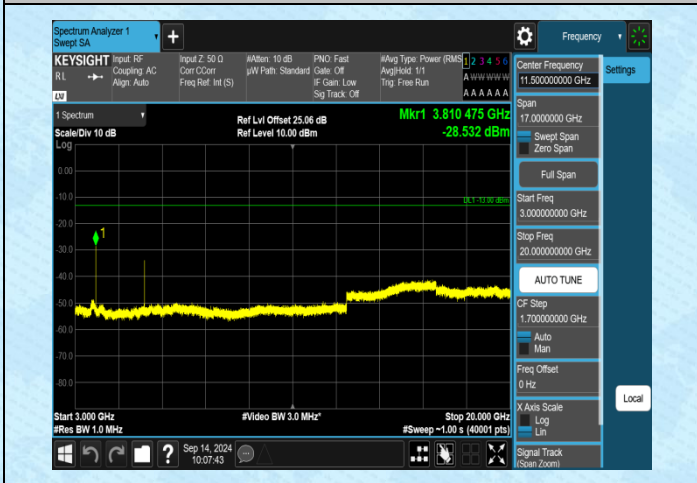 Spectrum Analyzer 1
Swept SA
Frequency
KEYSIGHT
RL
LXI
Input: RF
Coupling: AC
Align: Auto
Input Z: 50 Ω
Corr CCorr
Freq Ref: Int (S)
#Atten: 10 dB
µW Path: Standard
PNO: Fast
Gate: Off
IF Gain: Low
Sig Track: Off
#Avg Type: Power (RMS)
Avg|Hold: 1/1
Trig: Free Run
1 2 3 4 5 6
A W W W W W
A A A A A A
Center Frequency
11.500000000 GHz
Settings
Span
17.0000000 GHz
Swept Span
Zero Span
Full Span
Start Freq
3.000000000 GHz
Stop Freq
20.000000000 GHz
AUTO TUNE
CF Step
1.700000000 GHz
Auto
Man
Freq Offset
0 Hz
X Axis Scale
Log
Lin
Signal Track
(Span Zoom)
Local
1 Spectrum
Scale/Div 10 dB
Log
Ref Lvl Offset 25.06 dB
Ref Level 10.00 dBm
Mkr1 3.810 475 GHz
-28.532 dBm
0.00
-10.0
DL1 -13.00 dBm
1
-20.0
-30.0
-40.0
-50.0
-60.0
-70.0
-80.0
Start 3.000 GHz
#Res BW 1.0 MHz
#Video BW 3.0 MHz*
Stop 20.000 GHz
#Sweep ~1.00 s (40001 pts)
?
Sep 14, 2024
10:07:43